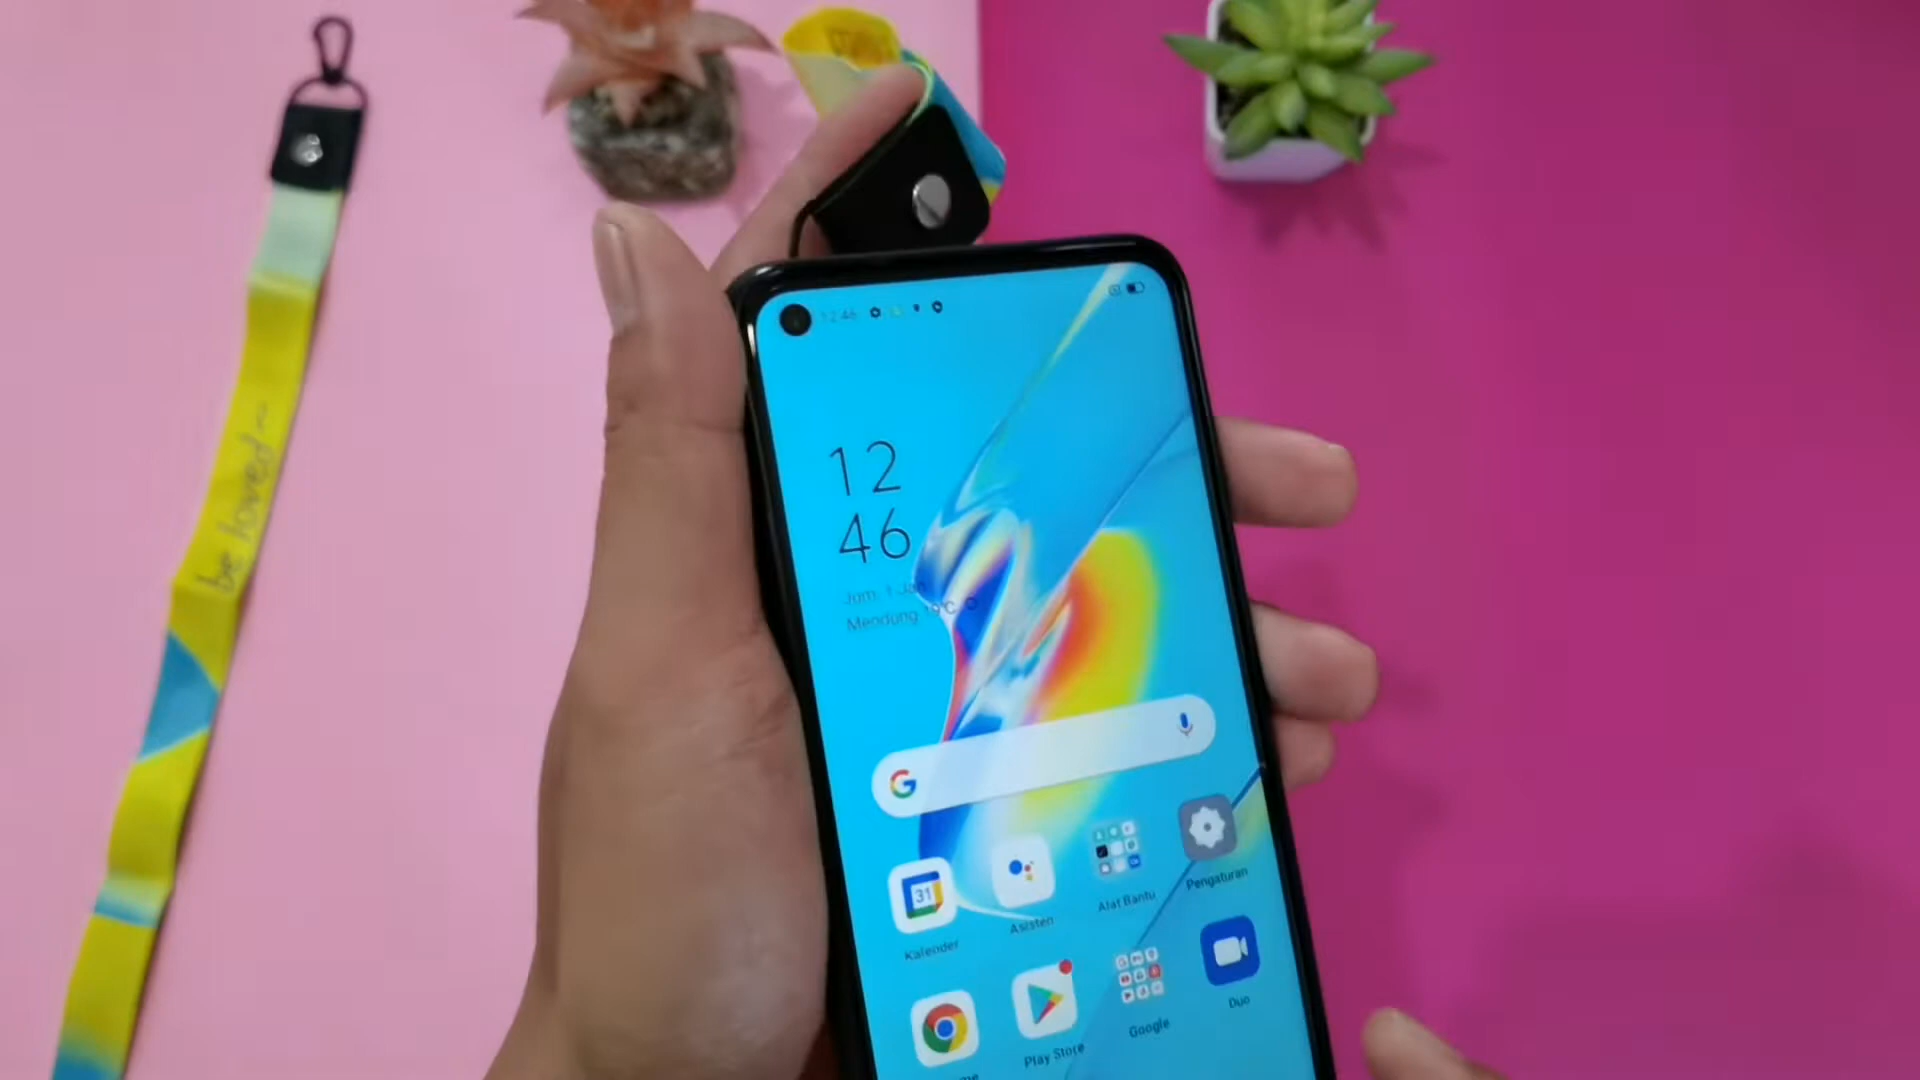 be loved~
12:46
12
46
Jum, 1 Jan
Mendung 19°C
G
31
Kalender
Asisten
Alat Bantu
Pengaturan
Play Store
Google
Duo